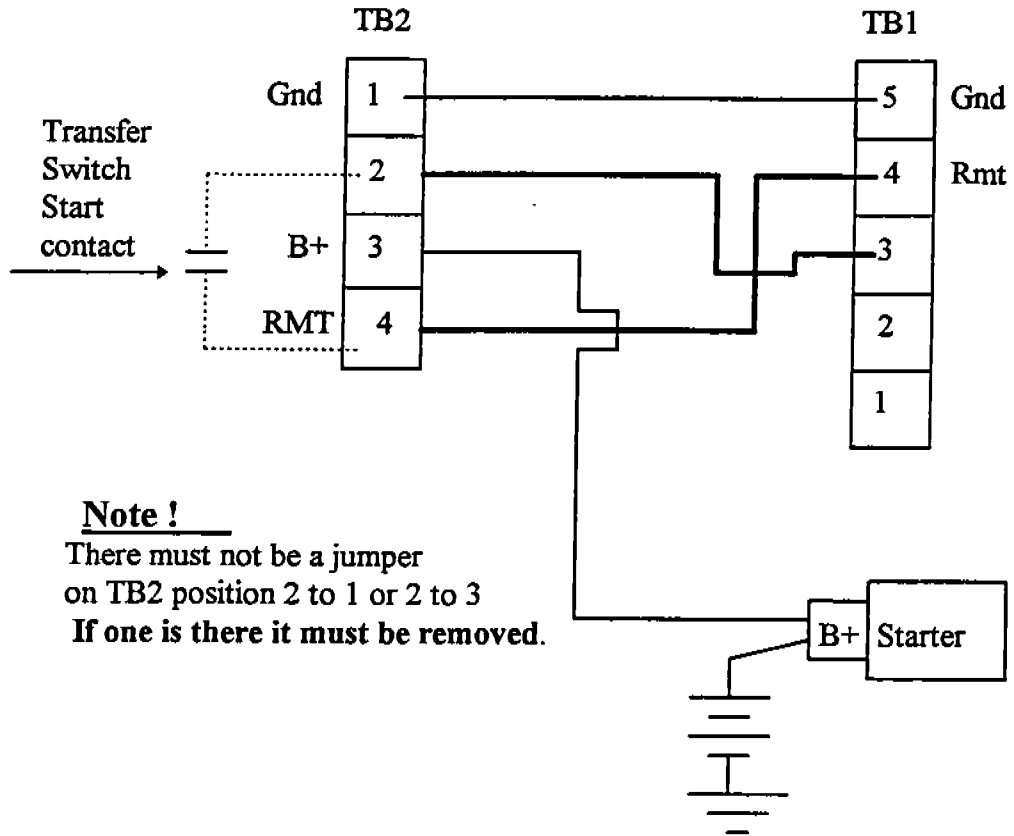 TB2
TB1
Gnd
1
5
Gnd
Transfer
Switch
Start
contact
2
4
Rmt
B+
3
3
RMT
4
2
1
Note !
There must not be a jumper
on TB2 position 2 to 1 or 2 to 3
If one is there it must be removed.
B+
Starter